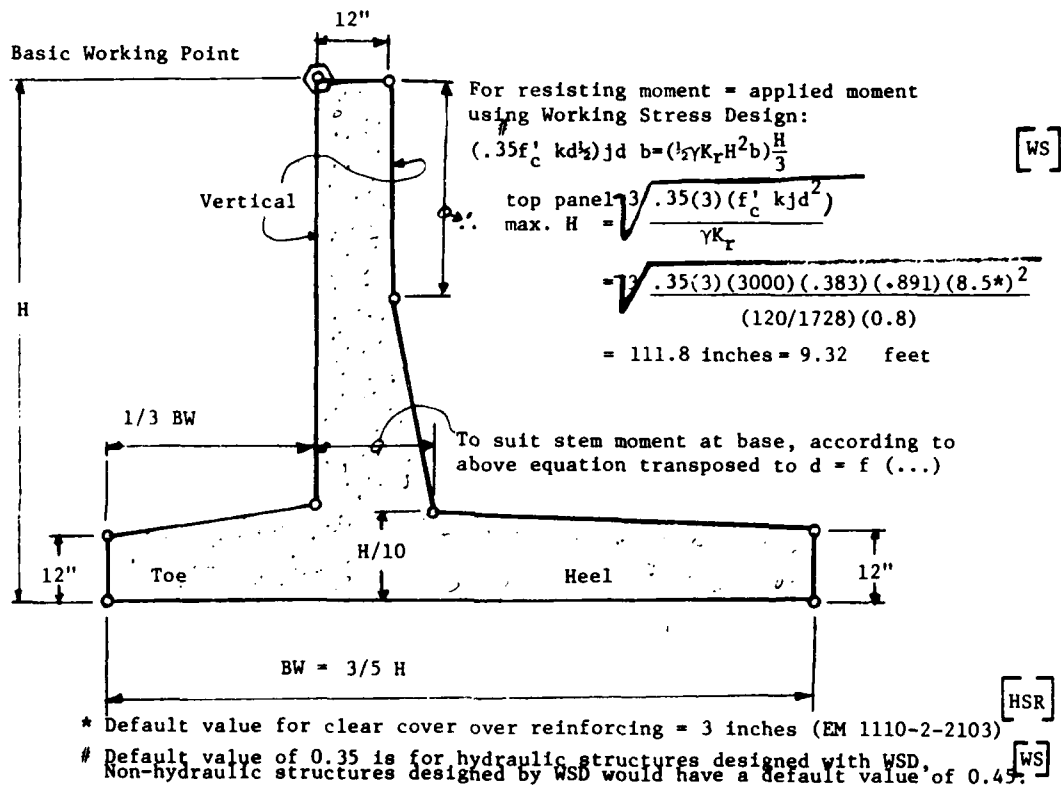 12"
Basic Working Point
For resisting moment = applied moment
using Working Stress Design:
#
(.35f'c kd½)jd b=(½γKrH²b)H/3
[WS]
Vertical
top panel
max. H = ³√(.35(3)(f'c kjd²)/γKr)
∴
= ³√(.35(3)(3000)(.383)(.891)(8.5*)²/(120/1728)(0.8))
= 111.8 inches = 9.32 feet
H
1/3 BW
To suit stem moment at base, according to
above equation transposed to d = f (...)
12"
Toe
H/10
Heel
12"
BW = 3/5 H
[HSR]
* Default value for clear cover over reinforcing = 3 inches (EM 1110-2-2103)
# Default value of 0.35 is for hydraulic structures designed with WSD,
[WS]
Non-hydraulic structures designed by WSD would have a default value of 0.45.